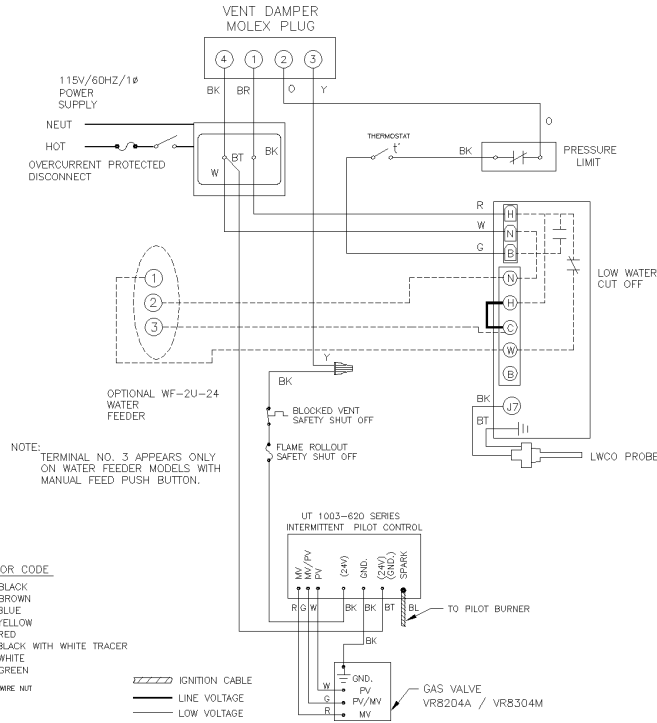 VENT DAMPER
MOLEX PLUG
4 1 2 3
BK BR O Y
115V/60HZ/1ø
POWER
SUPPLY
NEUT
HOT
OVERCURRENT PROTECTED
DISCONNECT
BT BK
W
THERMOSTAT
t'
BK
O
PRESSURE
LIMIT
R H
W N
G B
N
H
C
W
B
J7
LOW WATER
CUT OFF
1
2
3
OPTIONAL WF-2U-24
WATER
FEEDER
Y
BK
BLOCKED VENT
SAFETY SHUT OFF
FLAME ROLLOUT
SAFETY SHUT OFF
BK
BT
LWCO PROBE
NOTE:
TERMINAL NO. 3 APPEARS ONLY
ON WATER FEEDER MODELS WITH
MANUAL FEED PUSH BUTTON.
UT 1003-620 SERIES
INTERMITTENT PILOT CONTROL
MV MV/PV PV (24V) GND. (24V) (GND.) SPARK
R G W BK BK BT BL
TO PILOT BURNER
BK
GND.
W PV
G PV/MV
R MV
GAS VALVE
VR8204A / VR8304M
OR CODE
BLACK
BROWN
BLUE
YELLOW
RED
BLACK WITH WHITE TRACER
WHITE
GREEN
WIRE NUT
IGNITION CABLE
LINE VOLTAGE
LOW VOLTAGE